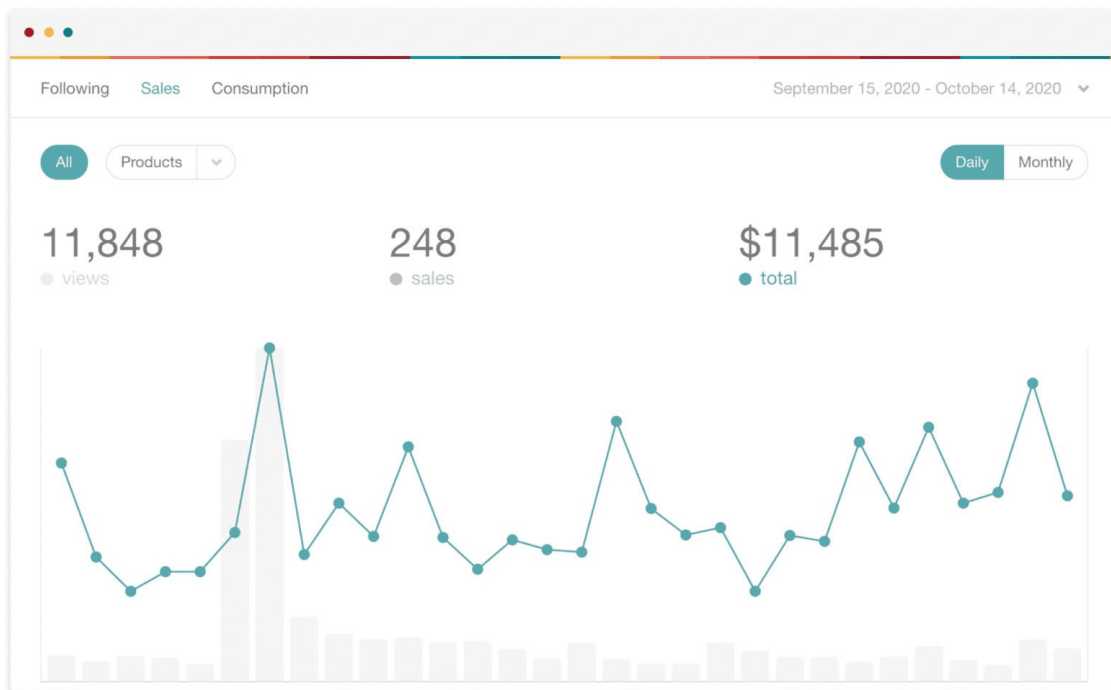 Following Sales Consumption September 15, 2020 - October 14, 2020
All Products Daily Monthly
11,848 248 $11,485
views sales total